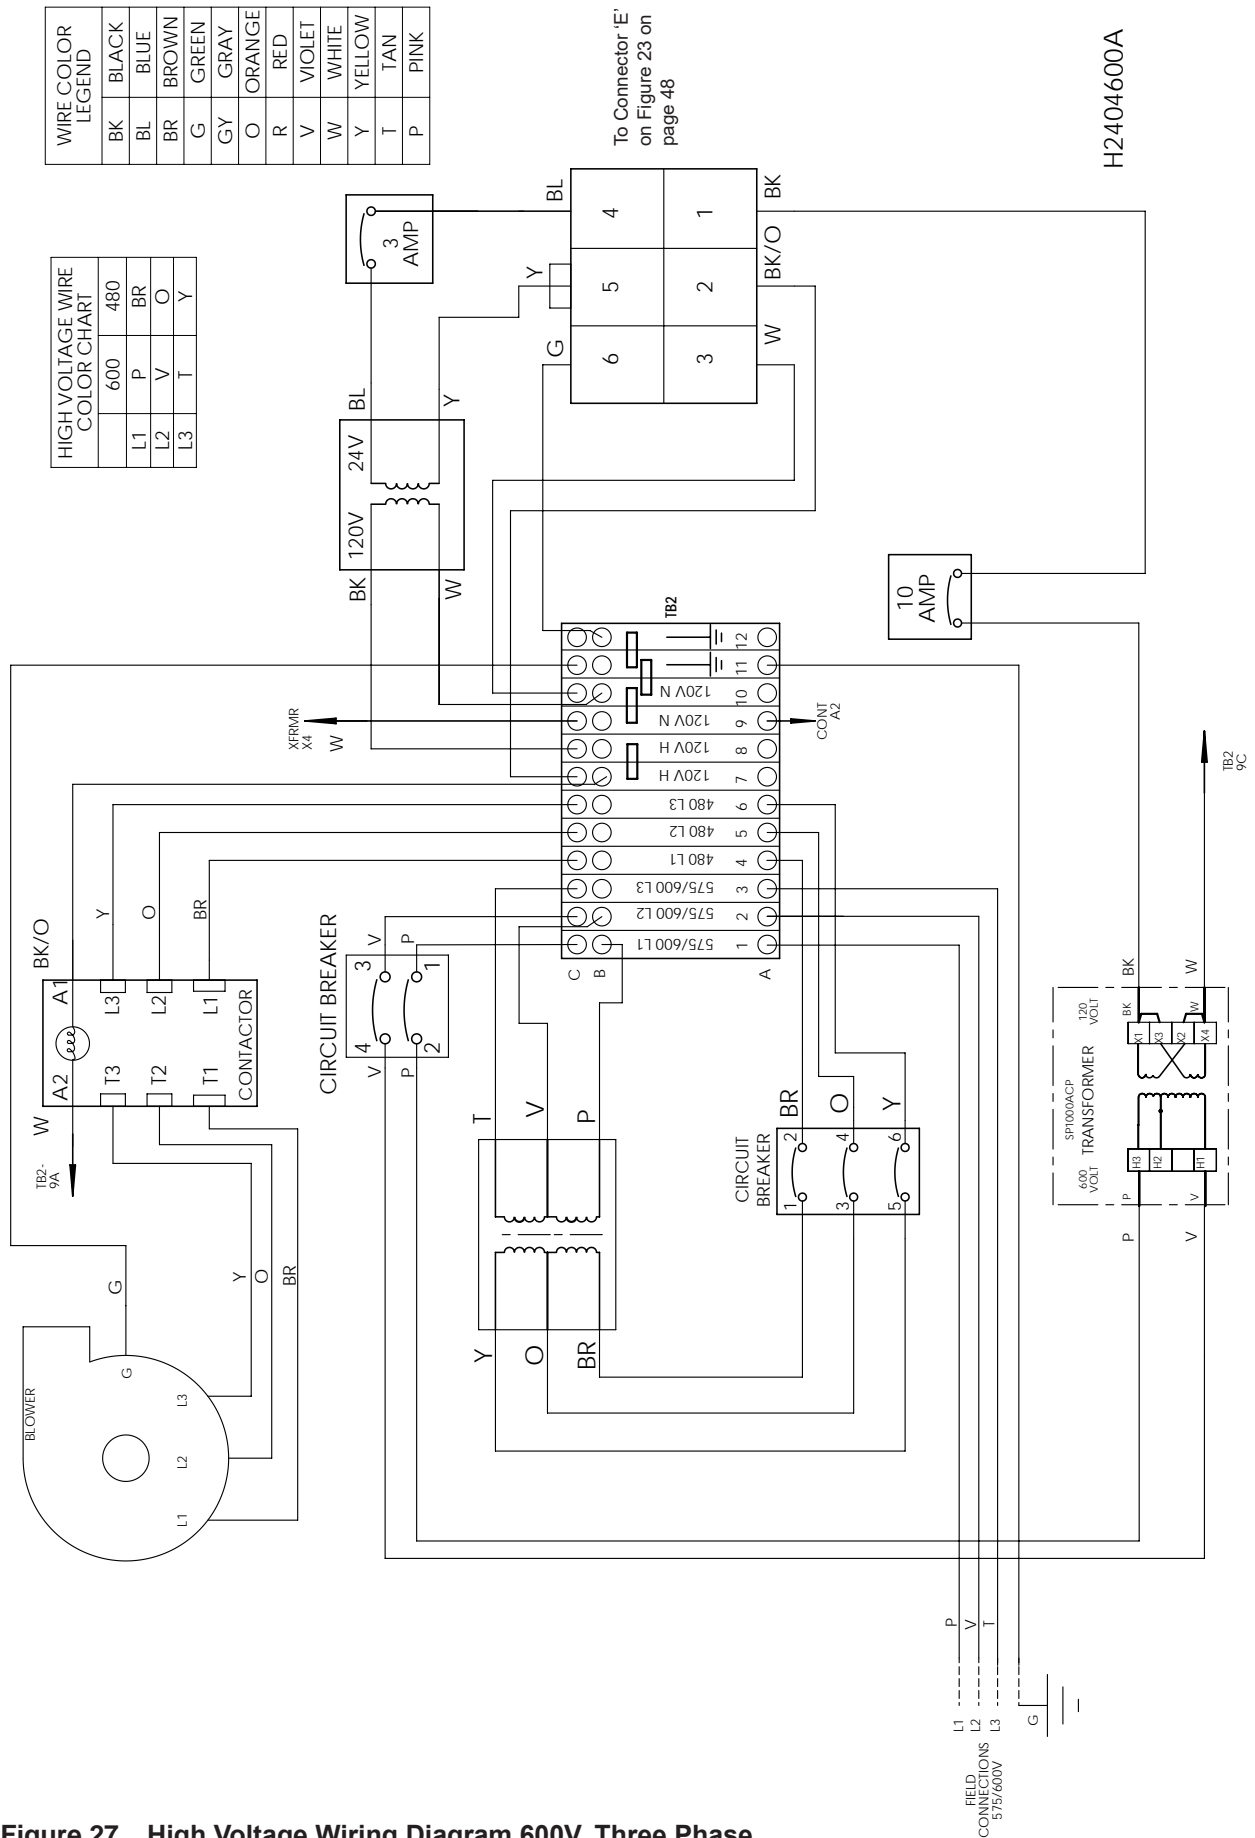 WIRE COLOR
LEGEND
BK BLACK
BL BLUE
BR BROWN
G GREEN
GY GRAY
O ORANGE
R RED
V VIOLET
W WHITE
Y YELLOW
T TAN
P PINK
HIGH VOLTAGE WIRE
COLOR CHART
600 480
L1 P BR
L2 V O
L3 T Y
To Connector 'E'
on Figure 23 on
page 48
H2404600A
BL
3
AMP
BL
Y
24V
120V
BK
W
G
Y
BK
BK/O
W
4
1
5
2
6
3
10
AMP
TB2
12
11
120V N 10
120V N 9
120V H 8
120V H 7
480 L3 6
480 L2 5
480 L1 4
575/600 L3 3
575/600 L2 2
575/600 L1 1
C
B
A
XFRMR
X4
W
CONT
A2
BK/O
Y
O
BR
A1
L3
L2
L1
A2
T3
T2
T1
CONTACTOR
W
TB2-
9A
CIRCUIT BREAKER
V
P
3
1
4
2
V
P
T
V
P
Y
O
BR
CIRCUIT
BREAKER
BR
O
Y
2
4
6
1
3
5
BK
W
TB2
9C
SP1000ACP
TRANSFORMER
120
VOLT
BK
W
X1
X3
X2
X4
600
VOLT
P
V
H3
H2
H1
P
V
BLOWER
G
L3
L2
L1
G
Y
O
BR
P
V
T
L1
L2
L3
G
FIELD
CONNECTIONS
575/600V
Figure 27 High Voltage Wiring Diagram 600V, Three Phase